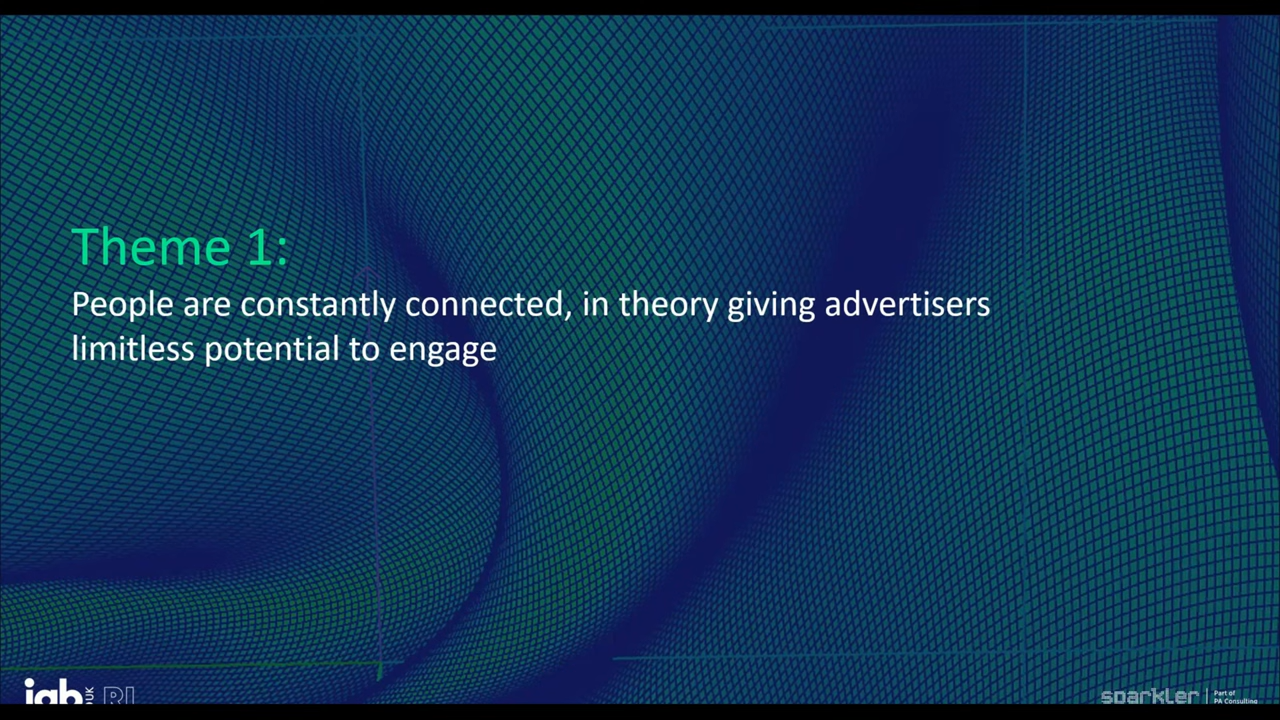 Theme 1:
People are constantly connected, in theory giving advertisers
limitless potential to engage
iab UK RI
sparkler | Part of
PA Consulting